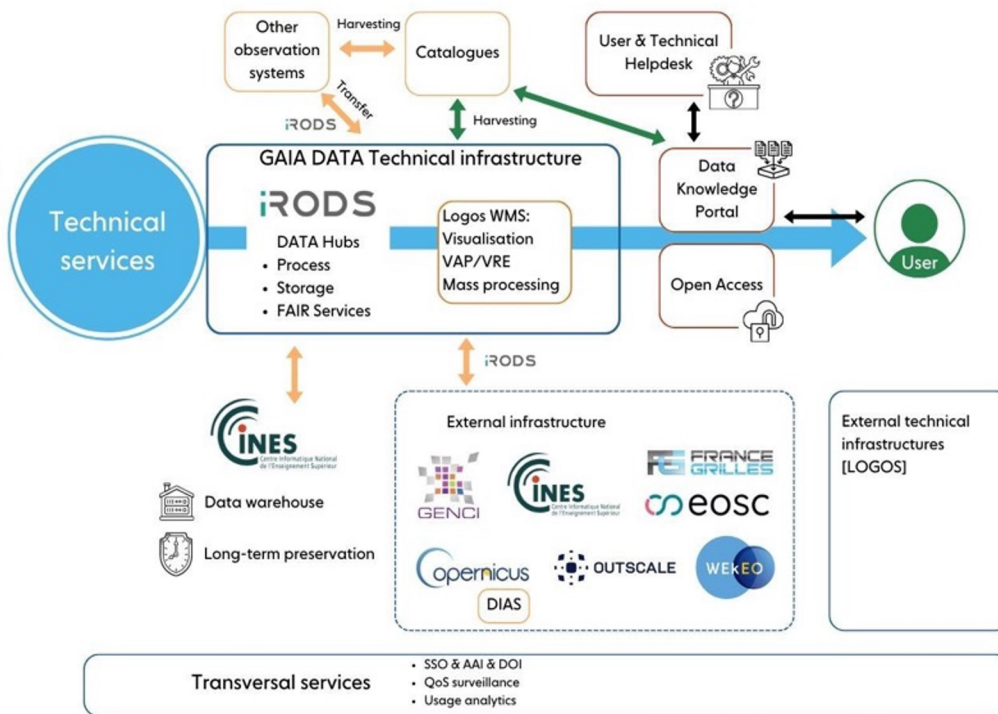 Other
observation
systems
Harvesting
Catalogues
User & Technical
Helpdesk
Transfer
iRODS
Harvesting
GAIA DATA Technical infrastructure
Data
Knowledge
Portal
Technical
services
iRODS
DATA Hubs
• Process
• Storage
• FAIR Services
Logos WMS:
Visualisation
VAP/VRE
Mass processing
User
Open Access
iRODS
CINES
Centre Informatique National
de l'Enseignement Supérieur
Data warehouse
Long-term preservation
External infrastructure
GENCI
CINES
Centre Informatique National
de l'Enseignement Supérieur
FG FRANCE
GRILLES
eosc
Copernicus
DIAS
OUTSCALE
WEkEO
External technical
infrastructures
[LOGOS]
Transversal services
• SSO & AAI & DOI
• QoS surveillance
• Usage analytics